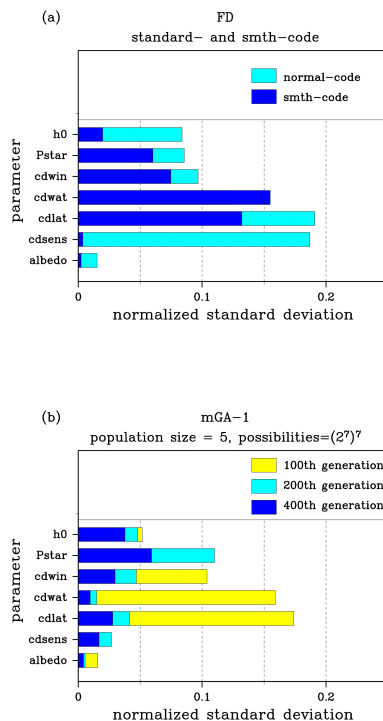 (a) FD
standard- and smth-code
normal-code
smth-code
h0
Pstar
cdwin
cdwat
cdlat
cdsens
albedo
parameter
0 0.1 0.2
normalized standard deviation
(b) mGA-1
population size = 5, possibilities=(2⁷)⁷
100th generation
200th generation
400th generation
h0
Pstar
cdwin
cdwat
cdlat
cdsens
albedo
parameter
0 0.1 0.2
normalized standard deviation